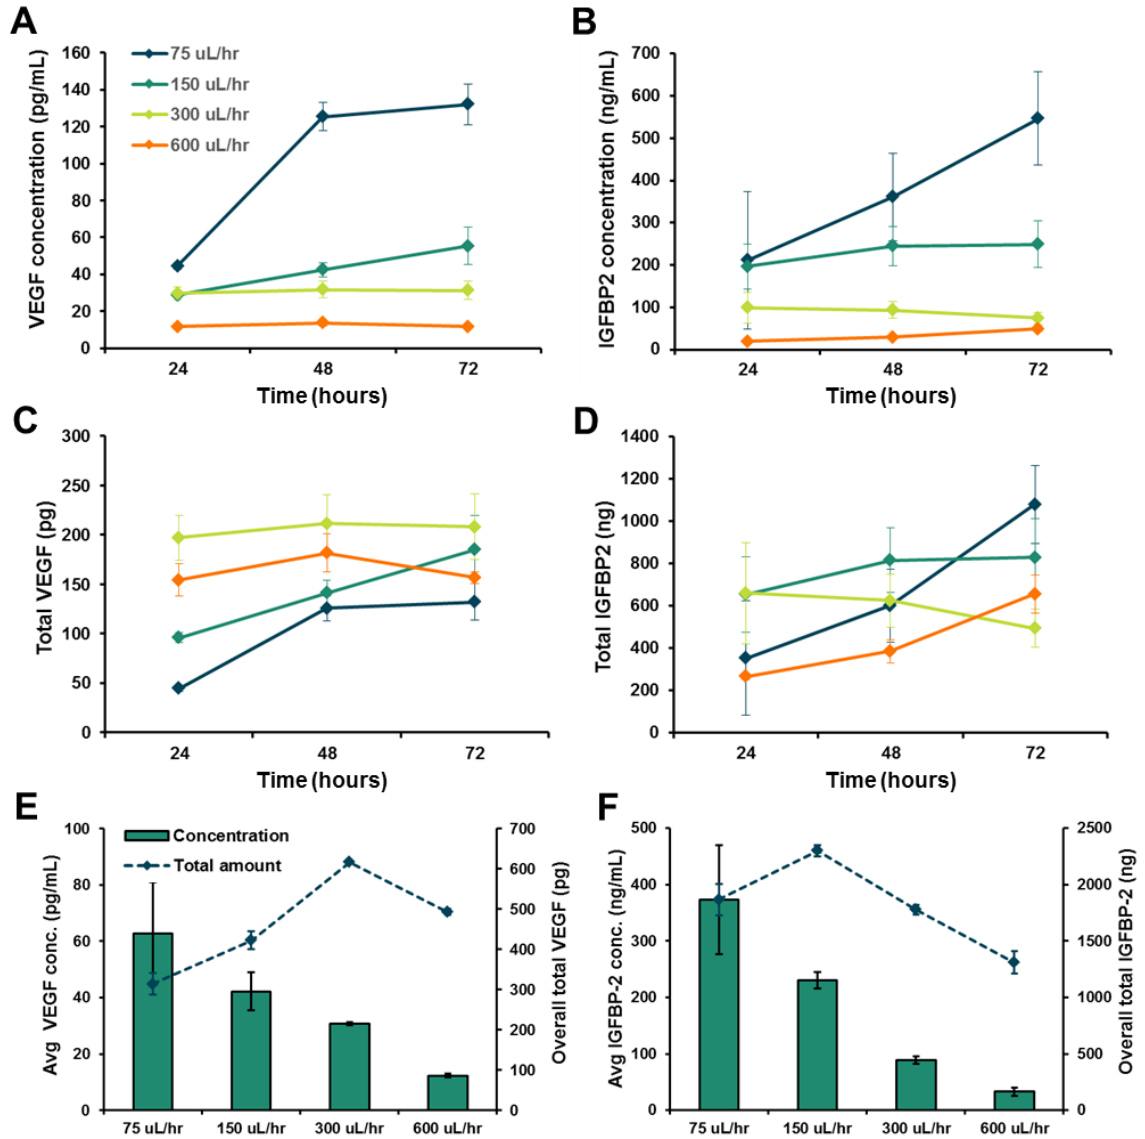 A
VEGF concentration (pg/mL)
160
140
120
100
80
60
40
20
0
75 uL/hr
150 uL/hr
300 uL/hr
600 uL/hr
24 48 72
Time (hours)
B
IGFBP2 concentration (ng/mL)
700
600
500
400
300
200
100
0
24 48 72
Time (hours)
C
Total VEGF (pg)
300
250
200
150
100
50
0
24 48 72
Time (hours)
D
Total IGFBP2 (ng)
1400
1200
1000
800
600
400
200
0
24 48 72
Time (hours)
E
Avg VEGF conc. (pg/mL)
100
80
60
40
20
0
Concentration
Total amount
700
600
500
400
300
200
100
0
Overall total VEGF (pg)
75 uL/hr 150 uL/hr 300 uL/hr 600 uL/hr
F
Avg IGFBP-2 conc. (ng/mL)
500
400
300
200
100
0
2500
2000
1500
1000
500
0
Overall total IGFBP-2 (ng)
75 uL/hr 150 uL/hr 300 uL/hr 600 uL/hr